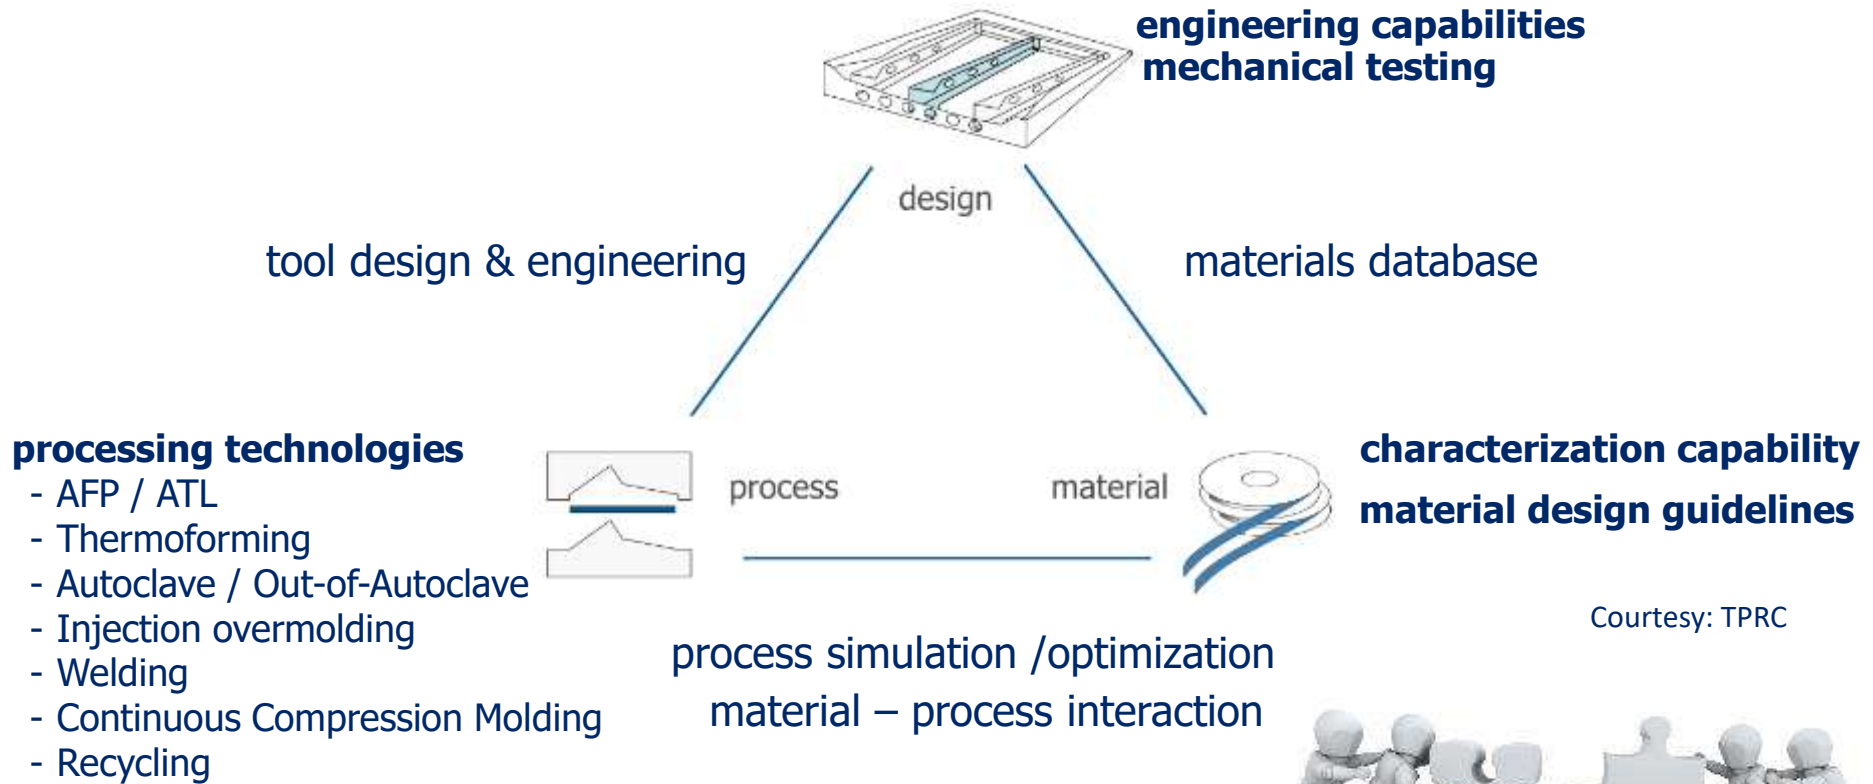 engineering capabilities
mechanical testing
design
tool design & engineering
materials database
processing technologies
- AFP / ATL
- Thermoforming
- Autoclave / Out-of-Autoclave
- Injection overmolding
- Welding
- Continuous Compression Molding
- Recycling
process
material
characterization capability
material design guidelines
Courtesy: TPRC
process simulation /optimization
material – process interaction